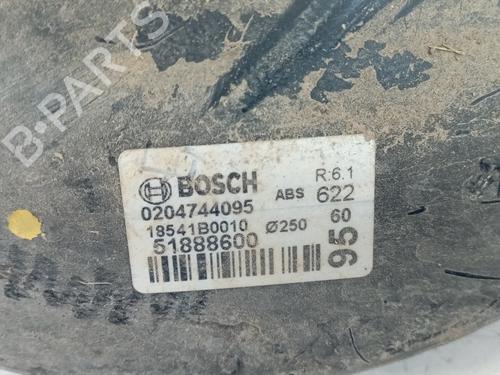 B-PARTS
BOSCH
R:6.1
ABS 622
0204744095
18541B0010 Ø250 60
51888600
95